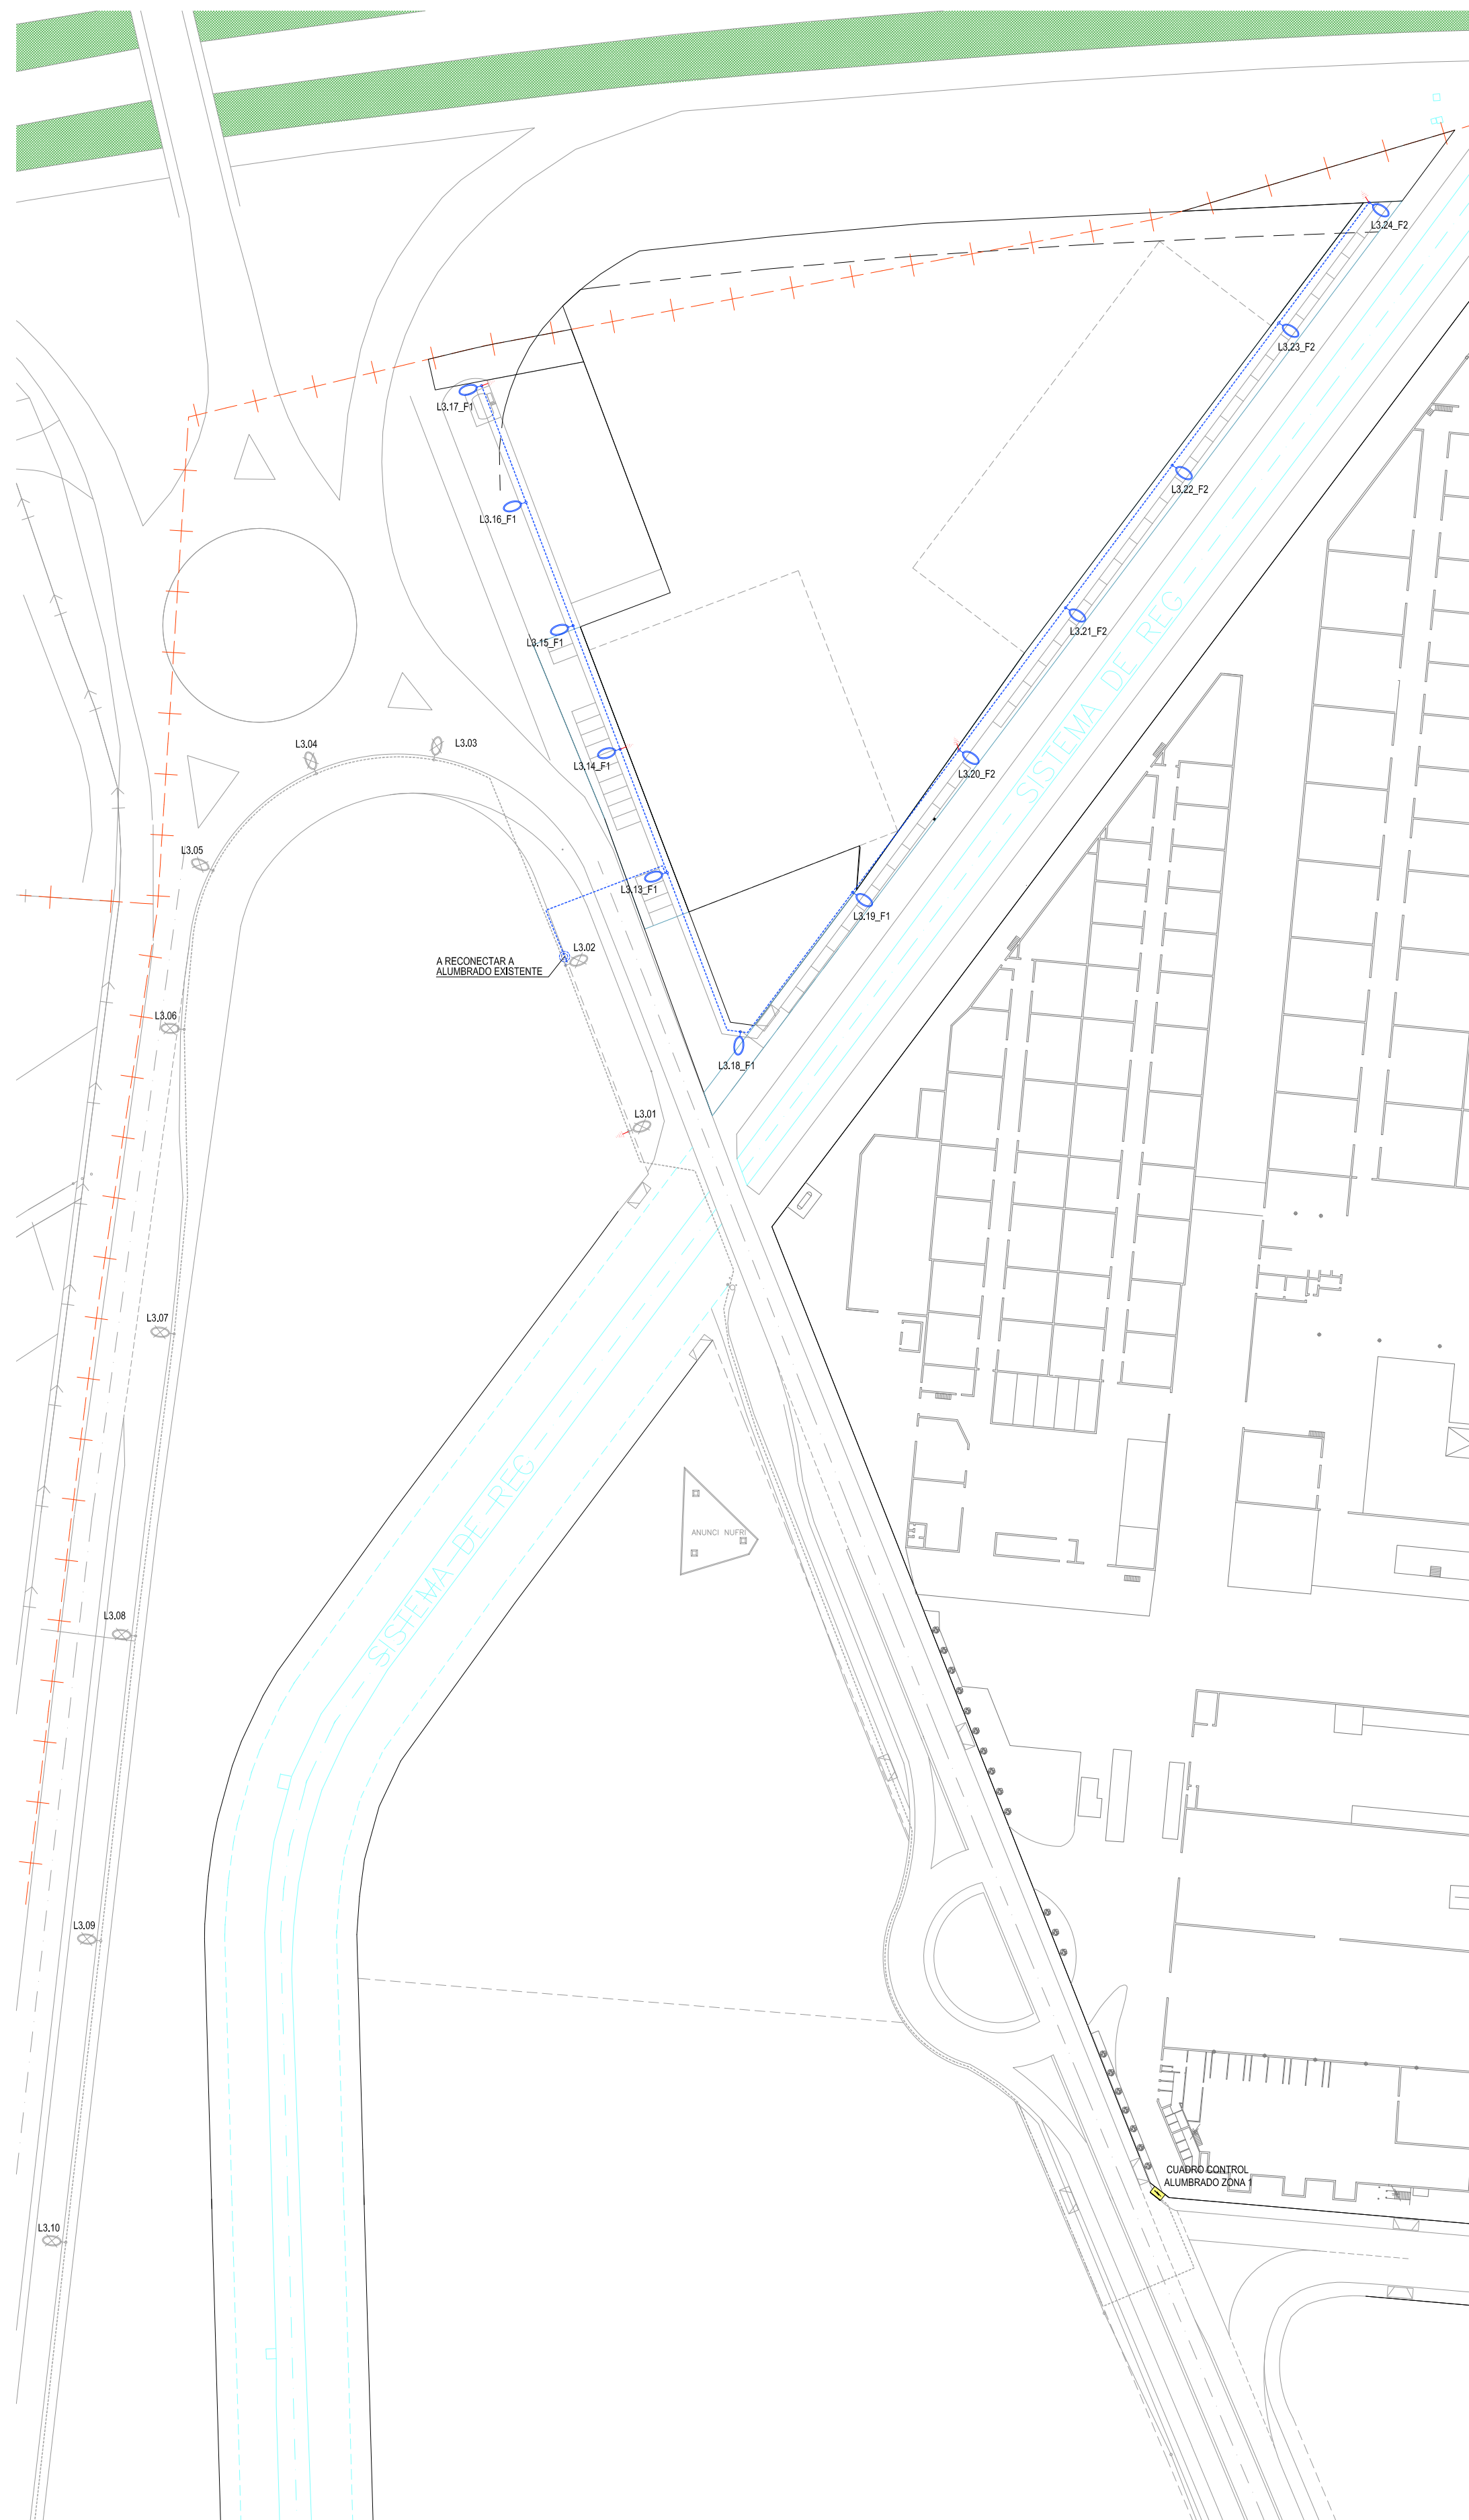 L3.24_F2
L3.23_F2
L3.17_F1
L3.22_F2
L3.16_F1
L3.21_F2
L3.15_F1
SISTEMA DE REG
L3.04
L3.03
L3.20_F2
L3.14_F1
L3.05
L3.13_F1
L3.19_F1
L3.02
A RECONECTAR A
ALUMBRADO EXISTENTE
L3.06
L3.18_F1
L3.01
L3.07
SISTEMA DE REG
ANUNCI NUFRI
L3.08
L3.09
CUADRO CONTROL
ALUMBRADO ZONA 1
L3.10